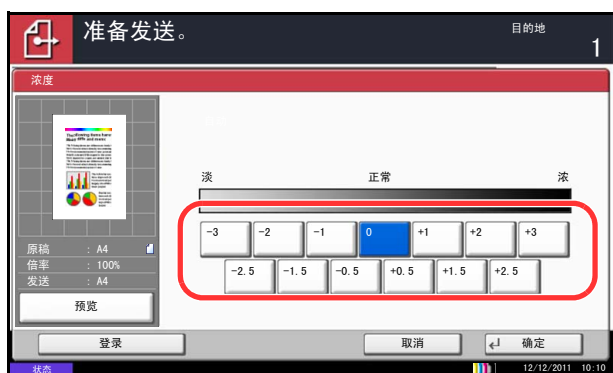 准备发送。
目的地
1
浓度
淡 正常 浓
-3 -2 -1 0 +1 +2 +3
-2.5 -1.5 -0.5 +0.5 +1.5 +2.5
原稿 : A4
倍率 : 100%
发送 : A4
预览
登录 取消 确定
状态 12/12/2011 10:10